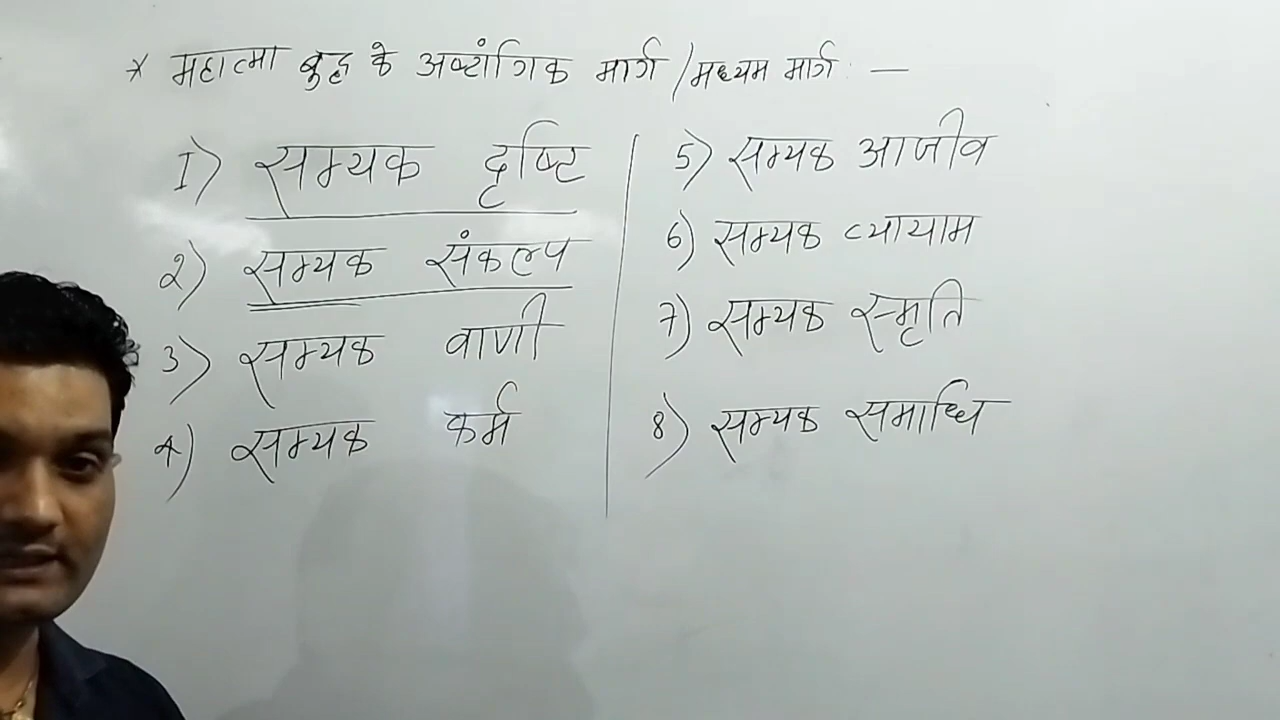 * महात्मा बुद्ध के अष्टांगिक मार्ग / मध्यम मार्ग : —
1) सम्यक दृष्टि
2) सम्यक संकल्प
3) सम्यक वाणी
4) सम्यक कर्म
5) सम्यक आजीव
6) सम्यक व्यायाम
7) सम्यक स्मृति
8) सम्यक समाधि